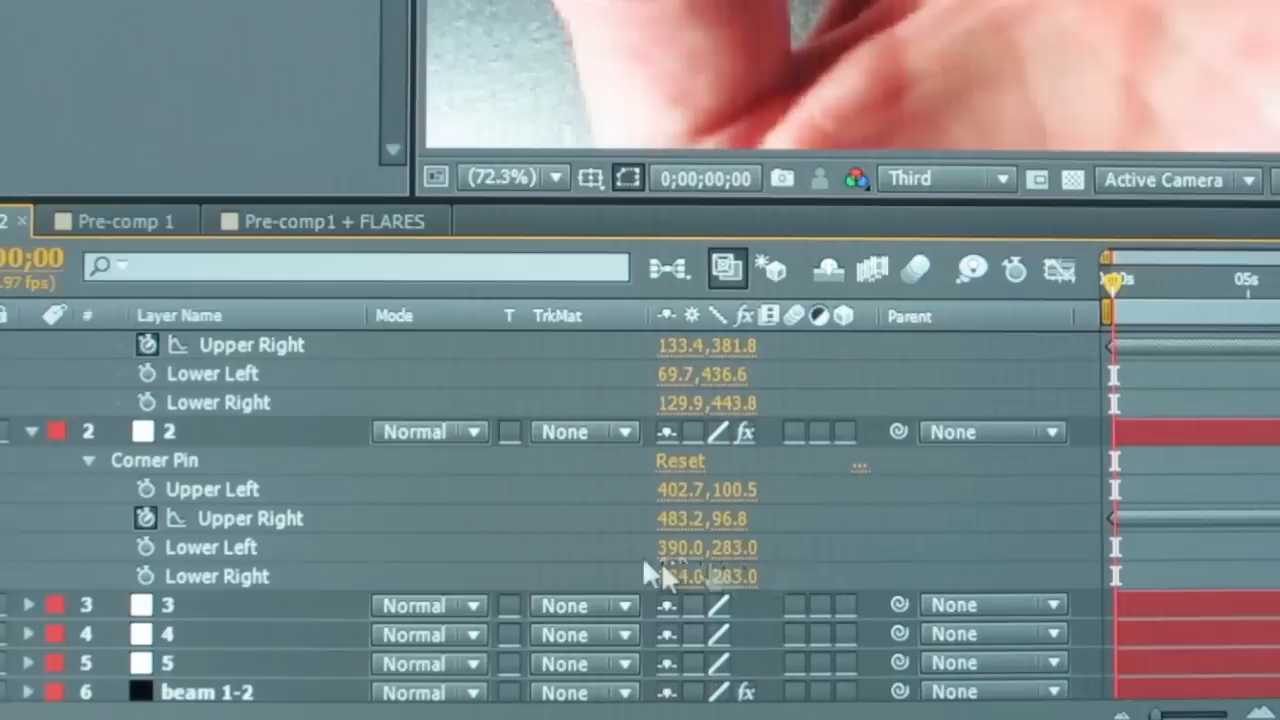 (72.3%) 0;00;00;00 Third Active Camera
2 × Pre-comp 1 Pre-comp1 + FLARES
00;00
.97 fps)
05s
# Layer Name Mode T TrkMat fx Parent
Upper Right 133.4,381.8
Lower Left 69.7,436.6
Lower Right 129.9,443.8
2 2 Normal None fx None
Corner Pin Reset ...
Upper Left 402.7,100.5
Upper Right 483.2,96.8
Lower Left 390.0,283.0
Lower Right 283.0
3 3 Normal None None
4 4 Normal None None
5 5 Normal None None
6 beam 1-2 Normal None fx None